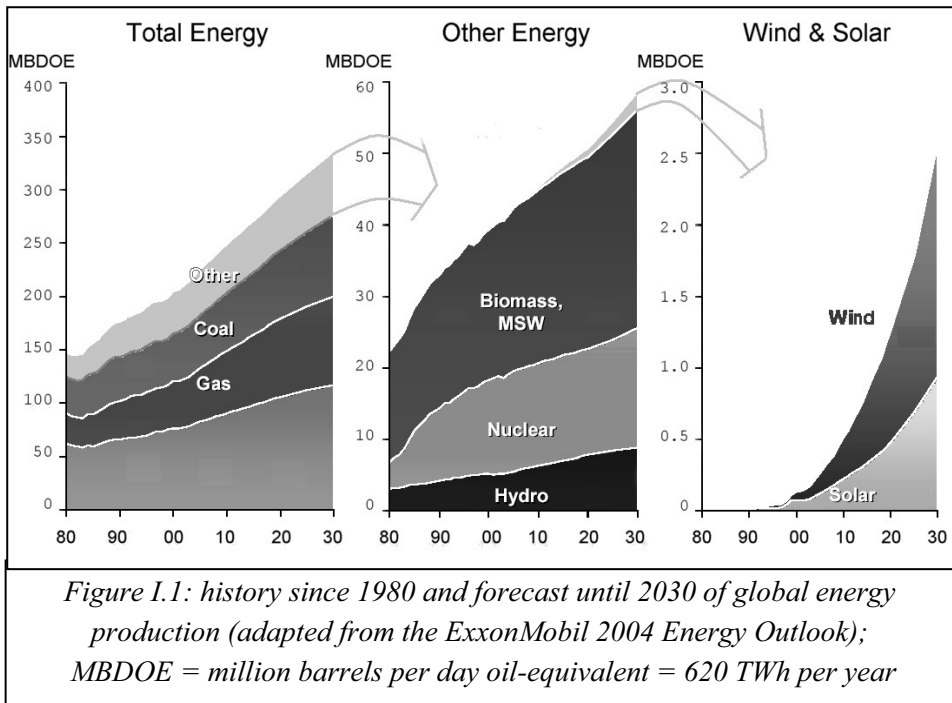 Total Energy
MBDOE
400
350
300
250
200
150
100
50
0
Other
Coal
Gas
80 90 00 10 20 30
Other Energy
MBDOE
60
50
40
30
20
10
0
Biomass,
MSW
Nuclear
Hydro
80 90 00 10 20 30
Wind & Solar
MBDOE
3.0
2.5
2.0
1.5
1.0
0.5
0
Wind
Solar
80 90 00 10 20 30
Figure I.1: history since 1980 and forecast until 2030 of global energy
production (adapted from the ExxonMobil 2004 Energy Outlook);
MBDOE = million barrels per day oil-equivalent = 620 TWh per year